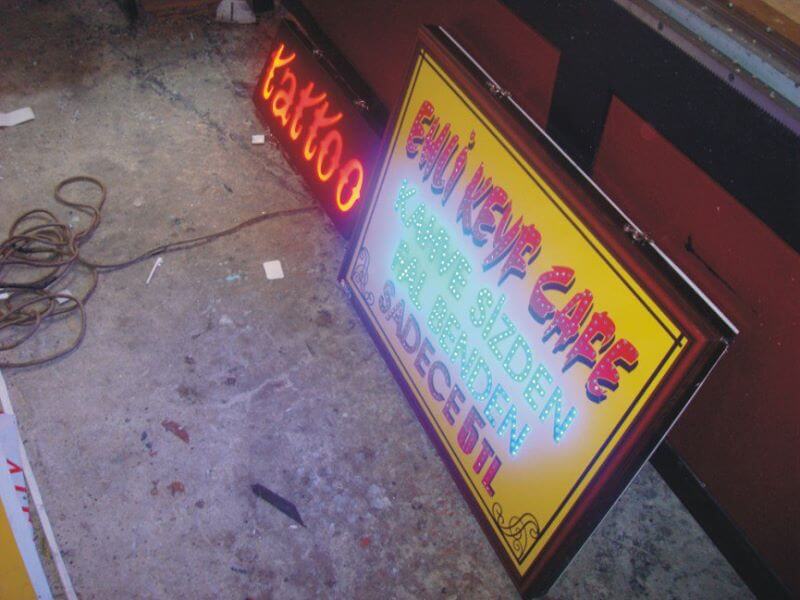 tattoo
EHLİ KEYF CAFE
KAHVE SİZDEN
FAL BENDEN
SADECE 5 TL